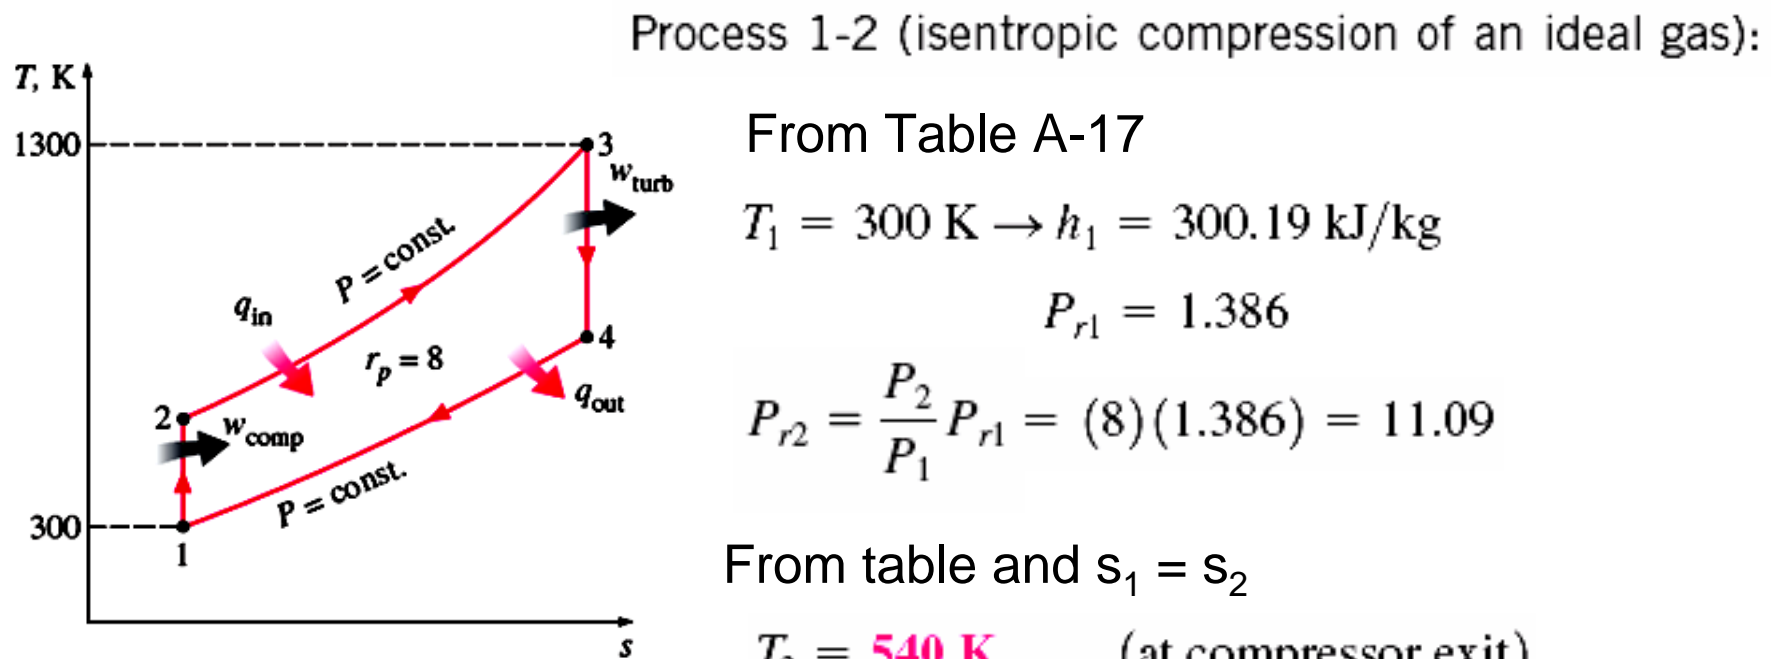 Process 1-2 (isentropic compression of an ideal gas):
T, K
1300
3
w_turb
P = const.
q_in
r_p = 8
4
q_out
2
w_comp
P = const.
300
1
s
From Table A-17
T_1 = 300 K → h_1 = 300.19 kJ/kg
P_r1 = 1.386
P_r2 = P_2/P_1 P_r1 = (8)(1.386) = 11.09
From table and s_1 = s_2
T_2 = 540 K (at compressor exit)